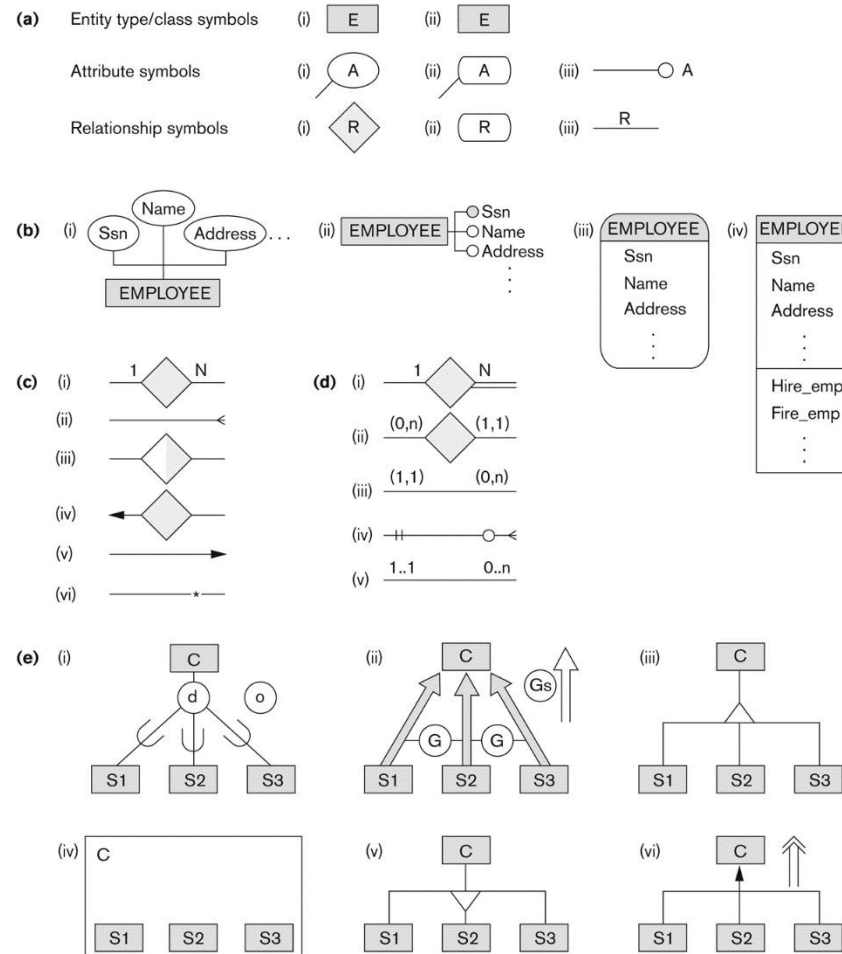 (a) Entity type/class symbols (i) E (ii) E
Attribute symbols (i) A (ii) A (iii) A
Relationship symbols (i) R (ii) R (iii) R
(b) (i) Ssn Name Address . . .
EMPLOYEE
(ii) EMPLOYEE Ssn
Name
Address
(iii) EMPLOYEE
Ssn
Name
Address
(iv) EMPLOYEE
Ssn
Name
Address
Hire_emp
Fire_emp
(c) (i) 1 N
(ii)
(iii)
(iv)
(v)
(vi) *
(d) (i) 1 N
(ii) (0,n) (1,1)
(iii) (1,1) (0,n)
(iv)
(v) 1..1 0..n
(e) (i) C
d o
S1 S2 S3
(ii) C
Gs
G G
S1 S2 S3
(iii) C
S1 S2 S3
(iv) C
S1 S2 S3
(v) C
S1 S2 S3
(vi) C
S1 S2 S3